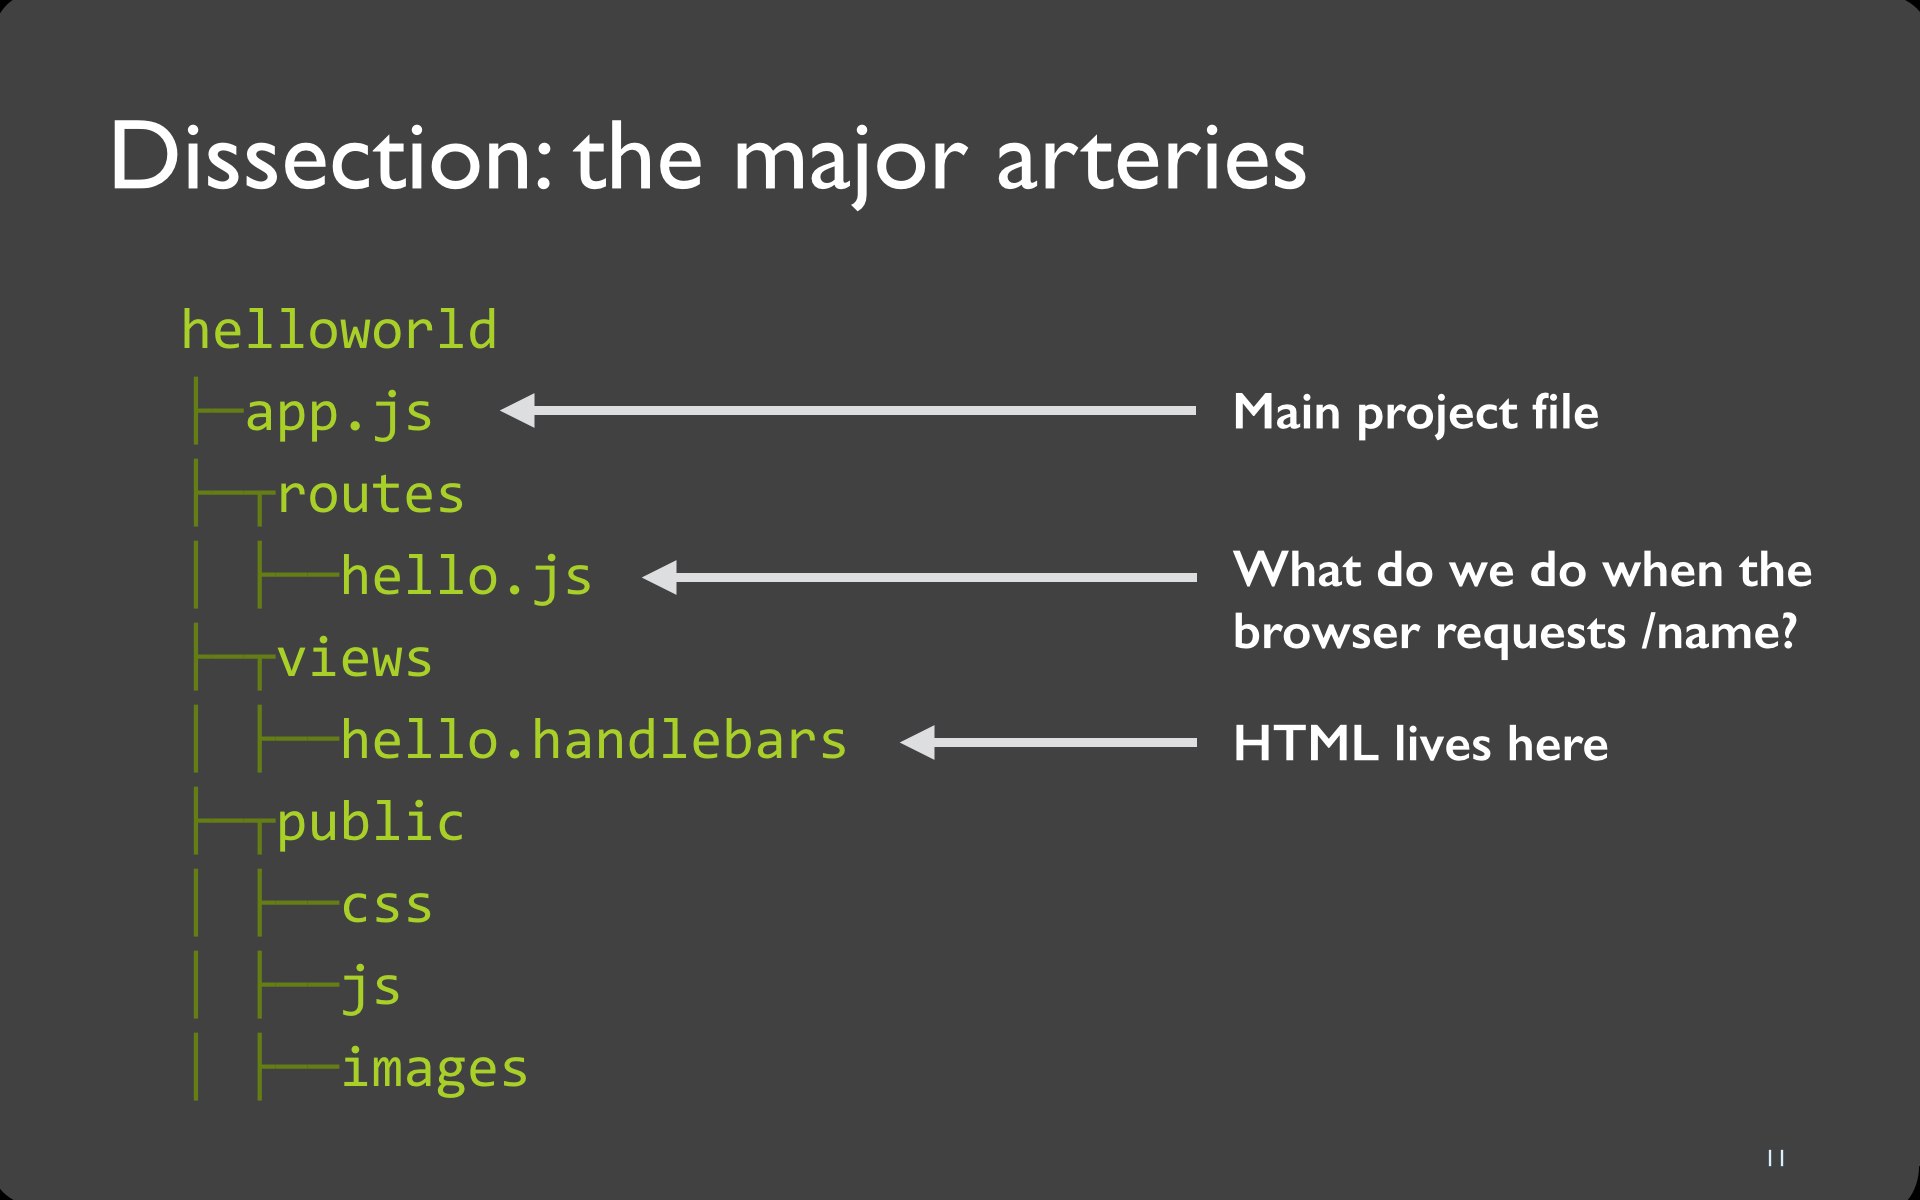 Dissection: the major arteries
helloworld
├─app.js
Main project file
├──┬routes
│ ├──hello.js
What do we do when the
browser requests /name?
├──┬views
│ ├──hello.handlebars
HTML lives here
├──┬public
│ ├──css
│ ├──js
│ ├──images
11